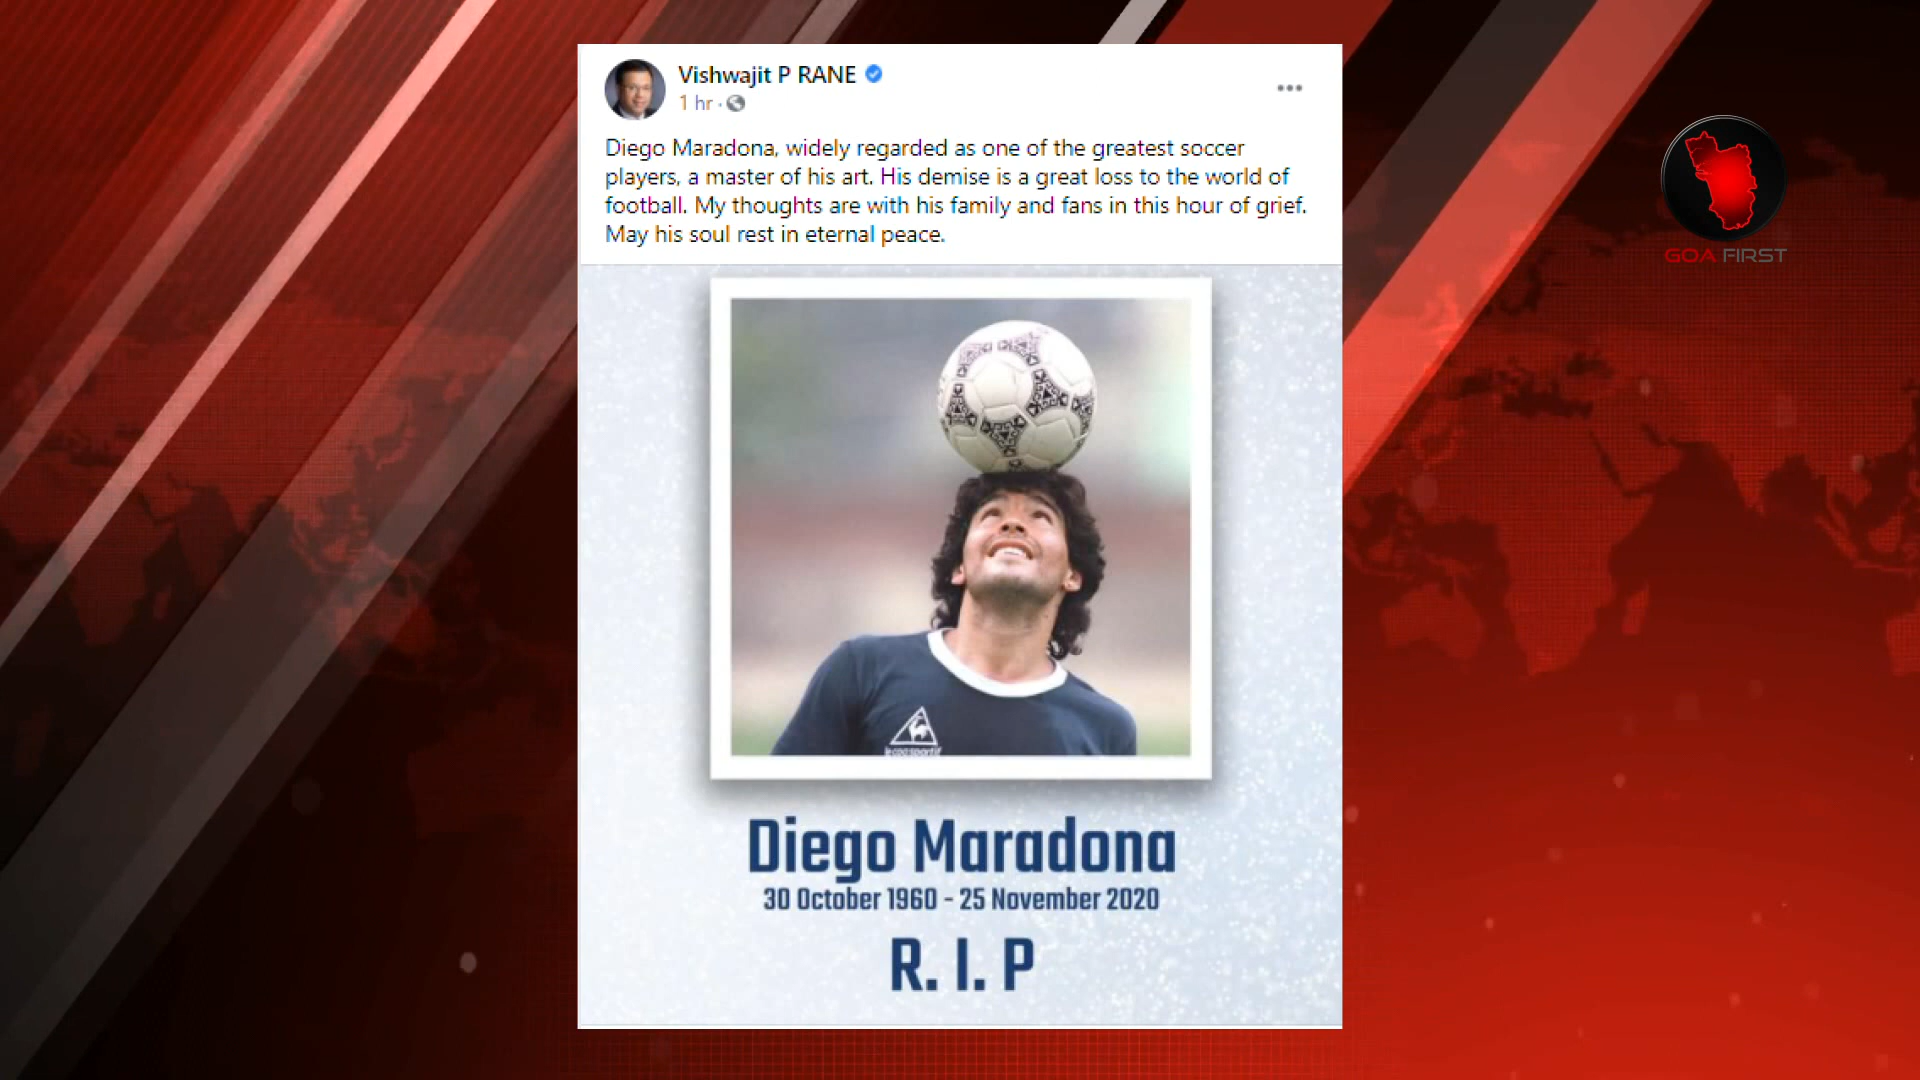 Vishwajit P RANE
1 hr ·
Diego Maradona, widely regarded as one of the greatest soccer
players, a master of his art. His demise is a great loss to the world of
football. My thoughts are with his family and fans in this hour of grief.
May his soul rest in eternal peace.
GOA FIRST
le coq sportif
Diego Maradona
30 October 1960 - 25 November 2020
R. I. P